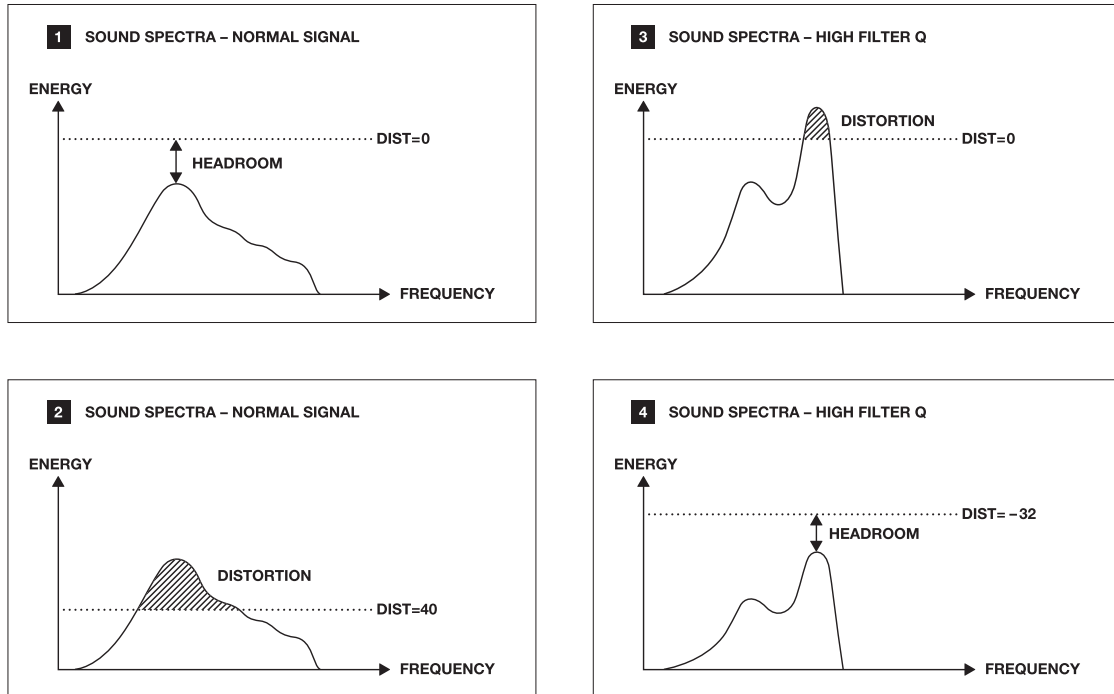 1 SOUND SPECTRA – NORMAL SIGNAL
ENERGY
DIST=0
HEADROOM
FREQUENCY
2 SOUND SPECTRA – NORMAL SIGNAL
ENERGY
DISTORTION
DIST=40
FREQUENCY
3 SOUND SPECTRA – HIGH FILTER Q
ENERGY
DISTORTION
DIST=0
FREQUENCY
4 SOUND SPECTRA – HIGH FILTER Q
ENERGY
DIST= –32
HEADROOM
FREQUENCY